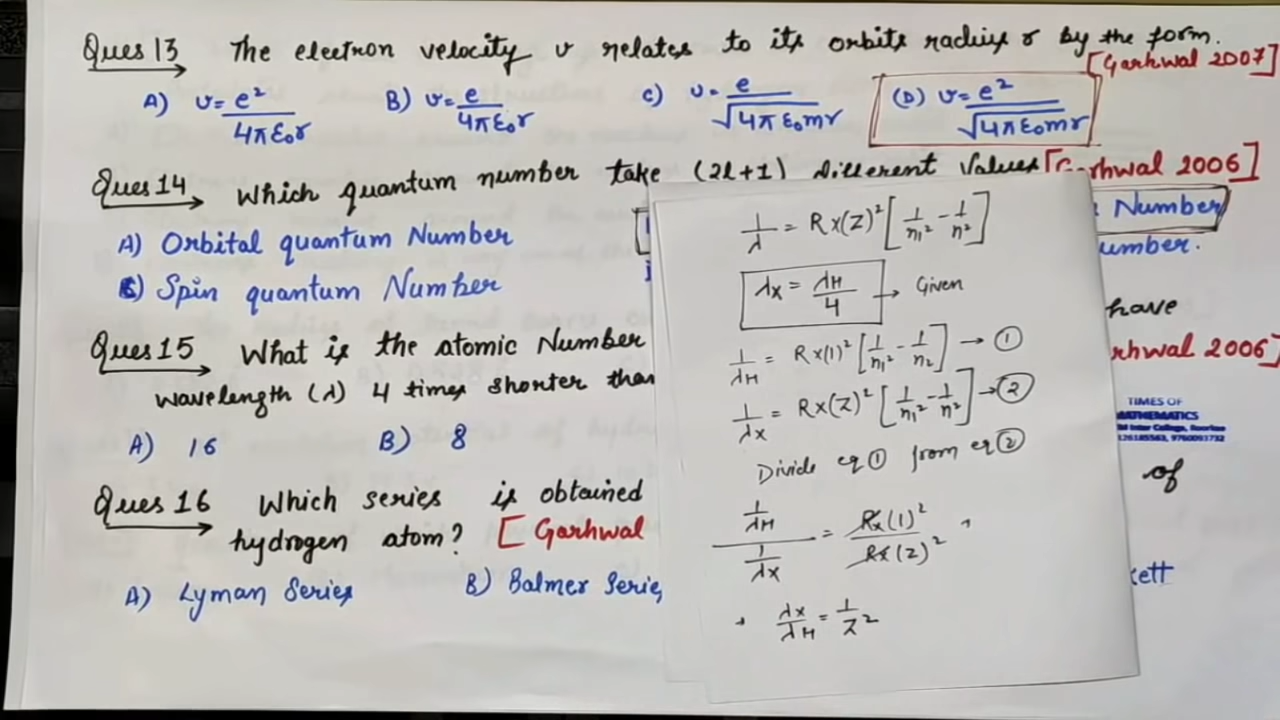 Ques 13 The electron velocity v relates to its orbits radius r by the form.
[Garhwal 2007]
A) v = e² / 4πε₀r B) v = e / 4πε₀r C) v = e / √4πε₀mr (D) v = e² / √4πε₀mr
Ques 14 Which quantum number take (2l+1) different values [Garhwal 2006]
A) Orbital quantum Number Number
C) Spin quantum Number umber.
Ques 15 What is the atomic Number have
wavelength (λ) 4 times shorter than rhwal 2006]
A) 16 B) 8
TIMES OF
MATHEMATICS
Ques 16 Which series is obtained of
hydrogen atom? [Garhwal
A) Lyman Series B) Balmer Series kett
1/λ = R×(Z)² [1/n₁² - 1/n²]
λx = λH/4 → Given
1/λH = R×(1)² [1/n₁² - 1/n₂] → ①
1/λx = R×(Z)² [1/n₁² - 1/n²] → ②
Divide eq ① from eq ②
1/λH / 1/λx = R×(1)² / R×(Z)²
λx/λH = 1/Z²